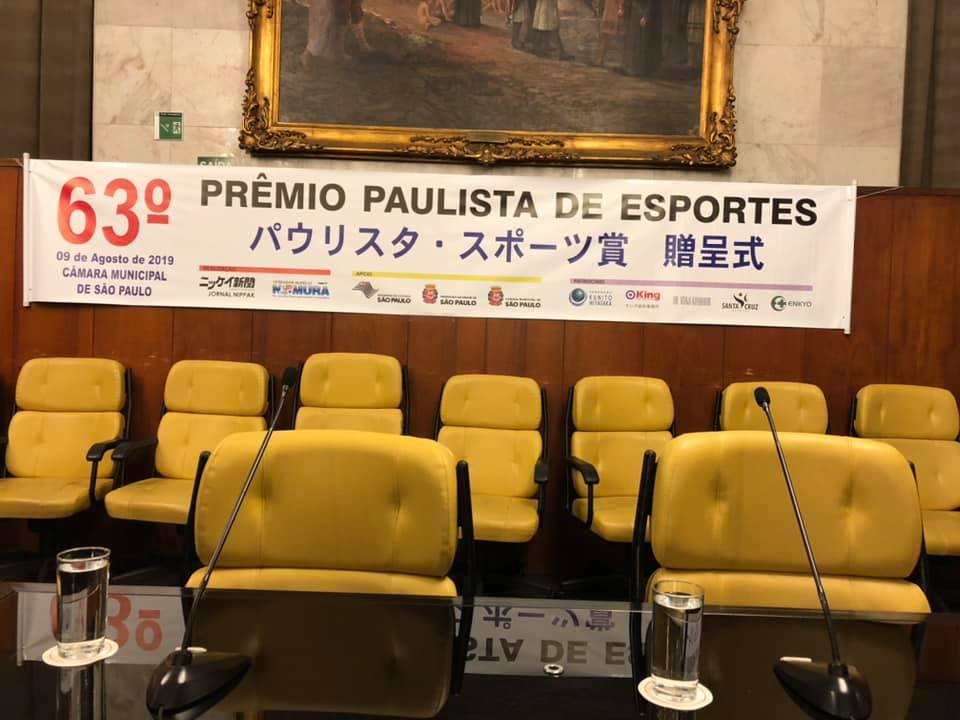 SAÍDA
63º
PRÊMIO PAULISTA DE ESPORTES
パウリスタ・スポーツ賞 贈呈式
09 de Agosto de 2019
CÂMARA MUNICIPAL
DE SÃO PAULO
REALIZAÇÃO
ニッケイ新聞
JORNAL NIPPAK
NOMURA
APOIO
SÃO PAULO
SÃO PAULO
SÃO PAULO
PATROCÍNIO
KUNITO
MIYASAKA
King
SANTA CRUZ
ENKYO